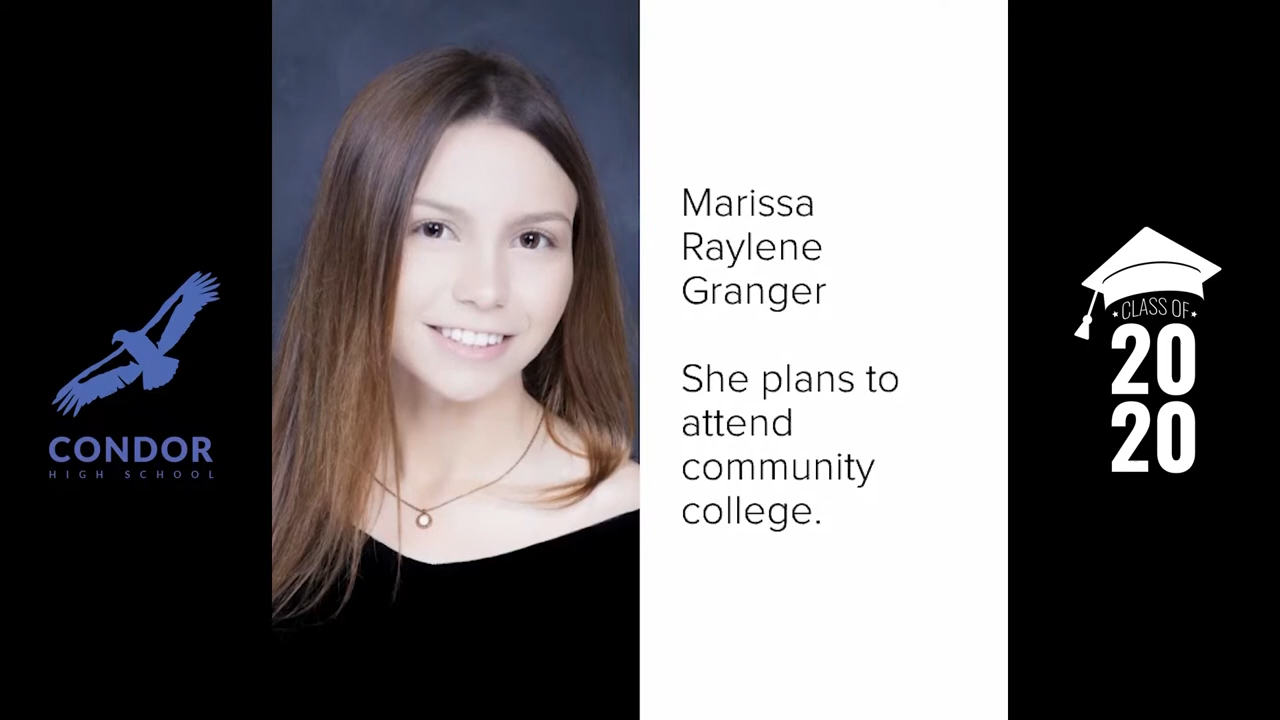 CONDOR
HIGH SCHOOL
Marissa
Raylene
Granger
She plans to
attend
community
college.
CLASS OF
20
20